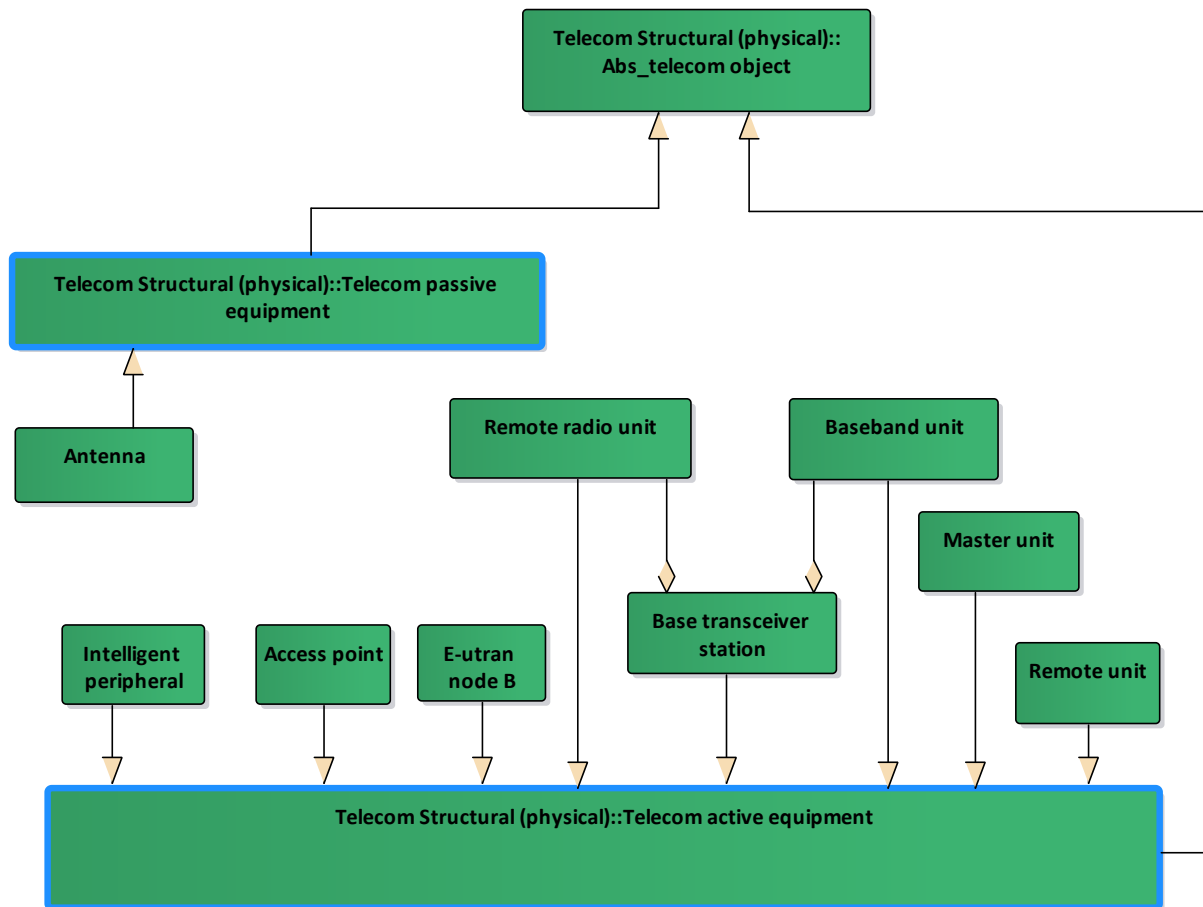 Telecom Structural (physical)::
Abs_telecom object
Telecom Structural (physical)::Telecom passive
equipment
Antenna
Remote radio unit
Baseband unit
Master unit
Base transceiver
station
Intelligent
peripheral
Access point
E-utran
node B
Remote unit
Telecom Structural (physical)::Telecom active equipment